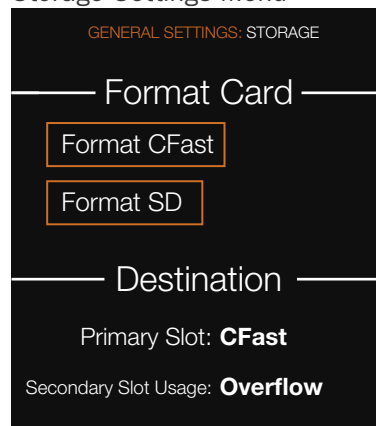 Storage Settings Menu
GENERAL SETTINGS: STORAGE
Format Card
Format CFast
Format SD
Destination
Primary Slot: CFast
Secondary Slot Usage: Overflow